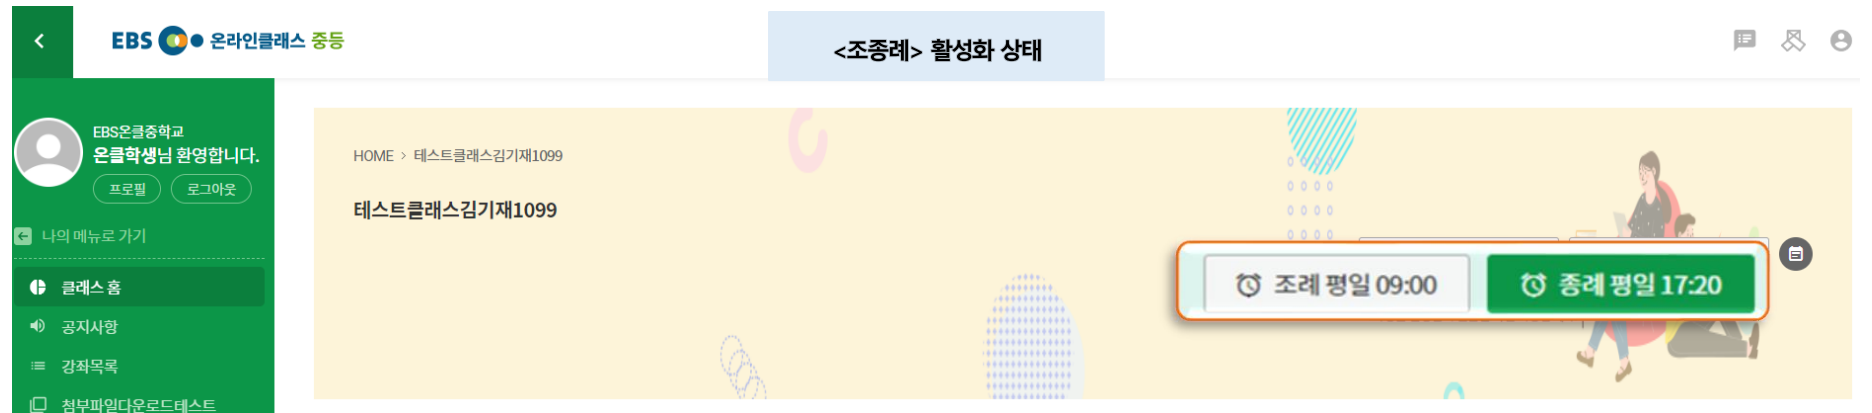 EBS 온라인클래스 중등
<조종례> 활성화 상태
EBS온클중학교
온클학생님 환영합니다.
프로필 로그아웃
나의 메뉴로 가기
클래스 홈
공지사항
강좌목록
첨부파일다운로드테스트
HOME > 테스트클래스김기재1099
테스트클래스김기재1099
조례 평일 09:00 종례 평일 17:20